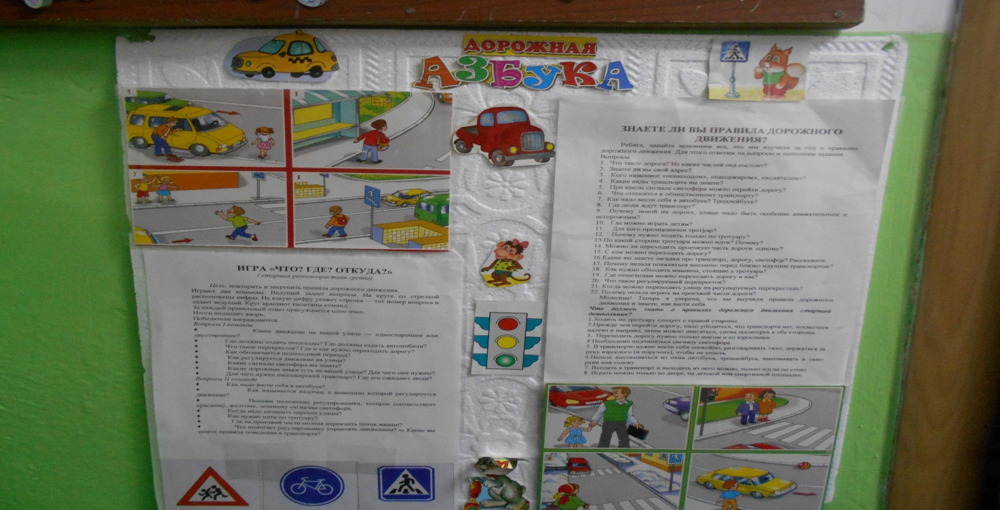 ДОРОЖНАЯ
АЗБУКА
ИГРА «ЧТО? ГДЕ? ОТКУДА?»
( старшая разновозрастная группа)
Цель: повторить и закрепить правила дорожного движения.
Играют две команды. Ведущий задает вопросы. На круге со стрелкой
расположены цифры. На какую цифру укажет стрелка — тот номер вопроса и
задает ведущий. Круг вращают капитаны команд.
За каждый правильный ответ присуждается одно очко.
Итоги подводит жюри.
Победители награждаются.
Вопросы I команде
Какое движение на вашей улице — одностороннее или
двустороннее?
Где должны ходить пешеходы? Где должны ездить автомобили?
Что такое перекресток? Где и как нужно переходить дорогу?
Как обозначается пешеходный переход?
Как регулируется движение на улице?
Какие сигналы светофора вы знаете?
Какие дорожные знаки есть на вашей улице? Для чего они нужны?
Для чего нужен пассажирский транспорт? Где его ожидают люди?
Вопросы II команде
Как надо вести себя в автобусе?
Как называется палочка, с помощью которой регулируется
движение?
Покажи положение регулировщика, которое соответствует
красному, желтому, зеленому сигналам светофора.
Когда надо начинать переход улицы?
Как нужно идти по тротуару?
Где на проезжей части можно переждать поток машин?
Что помогает регулировщику управлять движением? •» Какие вы
знаете правила поведения в транспорте?
ЗНАЕТЕ ЛИ ВЫ ПРАВИЛА ДОРОЖНОГО
ДВИЖЕНИЯ?
Ребята, давайте вспомним все, что мы изучили за год о правилах
дорожного движения. Для этого ответим на вопросы и выполним задания.
Вопросы
1. Что такое дорога? Из каких частей она состоит?
2. Знаете ли вы свой адрес?
3. Кого называют «пешеходом», «пассажиром», «водителем»?
4. Какие виды транспорта вы знаете?
5. При каком сигнале светофора можно перейти дорогу?
6. Что относится к общественному транспорту?
7. Как надо вести себя в автобусе? Троллейбусе?
8. Где люди ждут транспорт?
9. Почему зимой на дороге, улице надо быть особенно внимательным и
осторожным?
10. Где можно играть детям?
11 Для кого предназначен тротуар?
12. Почему нужно ходить только по тротуару?
13.По какой стороне тротуара можно идти? Почему?
14. Можно ли переходить проезжую часть дороги одному?
15. С кем можно переходить дорогу?
16.Какие вы знаете загадки про транспорт, дорогу, светофор? Расскажите.
17. Почему нельзя появляться внезапно перед близко идущим транспортом?
18. Как нужно обходить машины, стоящие у тротуара?
19. Где пешеходам можно переходить дорогу и как?
20. Что такое регулируемый перекресток?
21. Когда можно переходить улицу на регулируемых перекрестках?
22. Почему нельзя играть на проезжей части дороги?
Молодцы! Теперь я уверена, что вы выучили правила дорожного
движения и знаете, как вести себя
Что должен знать о правилах дорожного движения старший
дошкольник?
1.Ходить по тротуару следует с правой стороны.
2.Прежде чем перейти дорогу, надо убедиться, что транспорта нет, посмотрев
налево и направо, затем можно двигаться, снова посмотрев в обе стороны.
3. Переходить дорогу нужно только шагом и со взрослыми.
4.Необходимо подчиняться сигналу светофора.
5. В транспорте нужно вести себя спокойно, разговаривать тихо, держаться за
руку взрослого (и поручень), чтобы не упасть.
6.Нельзя высовываться из окна автобуса, троллейбуса, высовывать в окно
руки или голову.
7. Входить в транспорт и выходить из него можно, только когда он стоит.
8. Играть можно только во дворе, на детской или спортивной площадке.